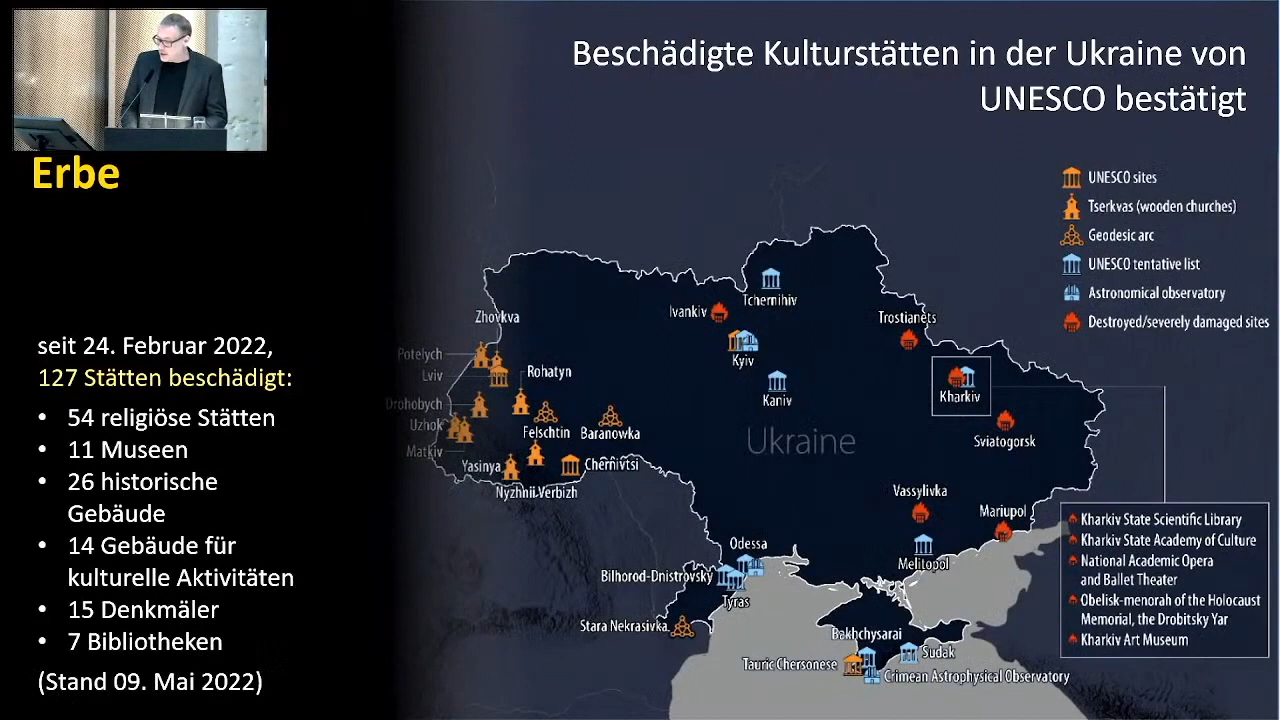 Beschädigte Kulturstätten in der Ukraine von
UNESCO bestätigt
Erbe
seit 24. Februar 2022,
127 Stätten beschädigt:
• 54 religiöse Stätten
• 11 Museen
• 26 historische
Gebäude
• 14 Gebäude für
kulturelle Aktivitäten
• 15 Denkmäler
• 7 Bibliotheken
(Stand 09. Mai 2022)
UNESCO sites
Tserkvas (wooden churches)
Geodesic arc
UNESCO tentative list
Astronomical observatory
Destroyed/severely damaged sites
Tchernihiv
Ivankiv
Zhovkva
Trostianets
Potelych
Kyiv
Lviv
Rohatyn
Kharkiv
Kaniv
Drohobych
Uzhok
Felschtin
Baranowka
Ukraine
Sviatogorsk
Matkiv
Yasinya
Chernivtsi
Nyzhnii Verbizh
Vassylivka
Mariupol
Odessa
Melitopol
Bilhorod-Dnistrovsky
Tyras
Stara Nekrasivka
Bakhchysarai
Sudak
Tauric Chersonese
Crimean Astrophysical Observatory
Kharkiv State Scientific Library
Kharkiv State Academy of Culture
National Academic Opera
and Ballet Theater
Obelisk-menorah of the Holocaust
Memorial, the Drobitsky Yar
Kharkiv Art Museum